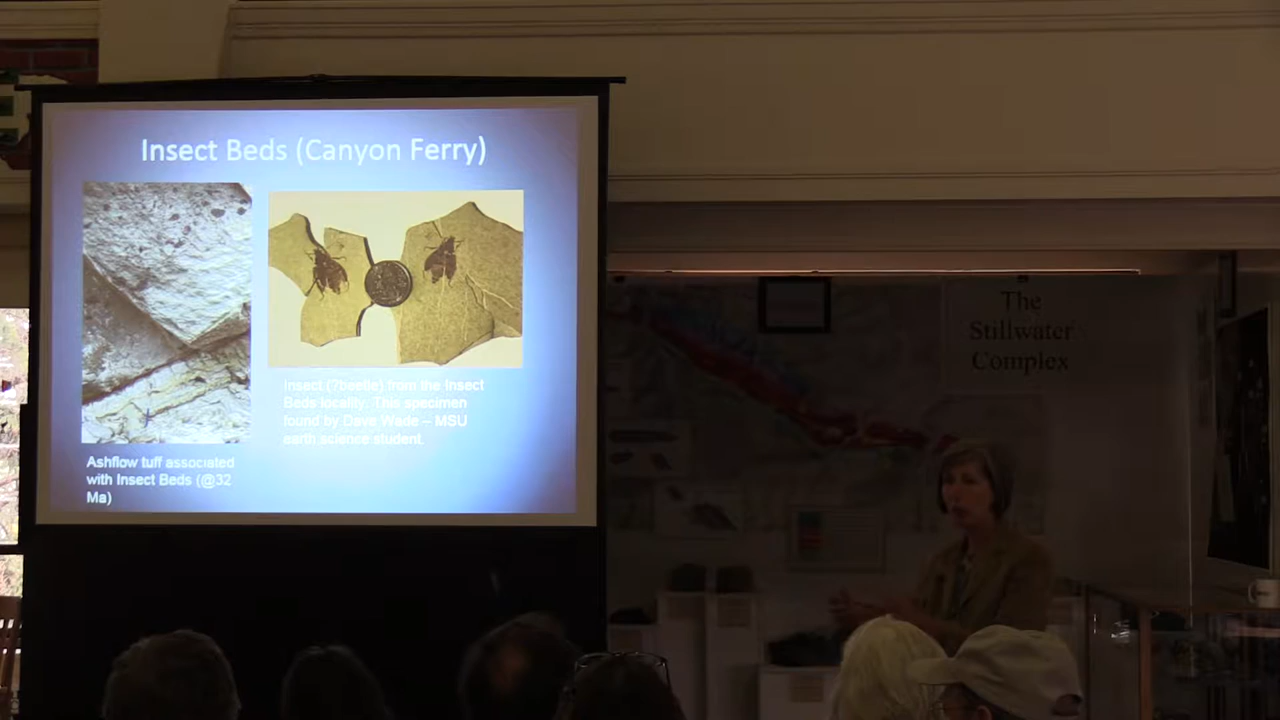 Insect Beds (Canyon Ferry)
Insect (?beetle) from the Insect
Beds locality. This specimen
found by Dave Wade – MSU
earth science student.
Ashflow tuff associated
with Insect Beds (@32
Ma)
The
Stillwater
Complex